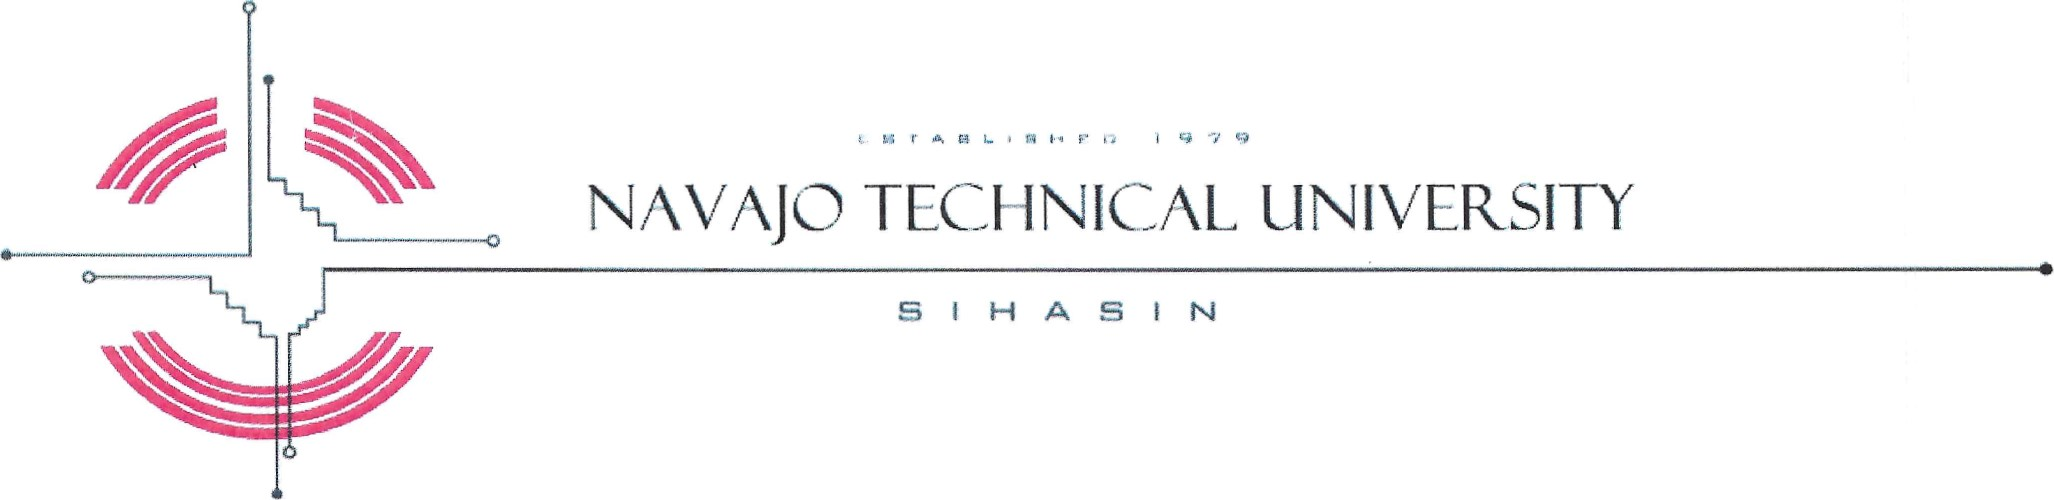 ESTABLISHED 1979
NAVAJO TECHNICAL UNIVERSITY
SIHASIN